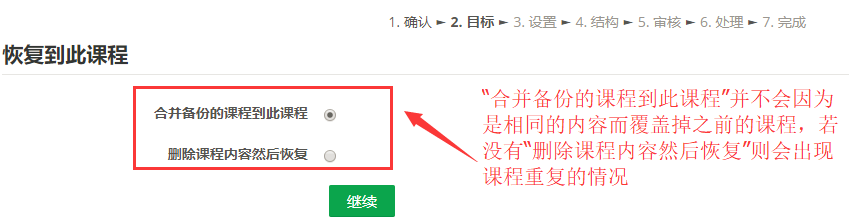 1. 确认 ► 2. 目标 ► 3. 设置 ► 4. 结构 ► 5. 审核 ► 6. 处理 ► 7. 完成
恢复到此课程
合并备份的课程到此课程
删除课程内容然后恢复
继续
“合并备份的课程到此课程”并不会因为
是相同的内容而覆盖掉之前的课程，若
没有“删除课程内容然后恢复”则会出现
课程重复的情况